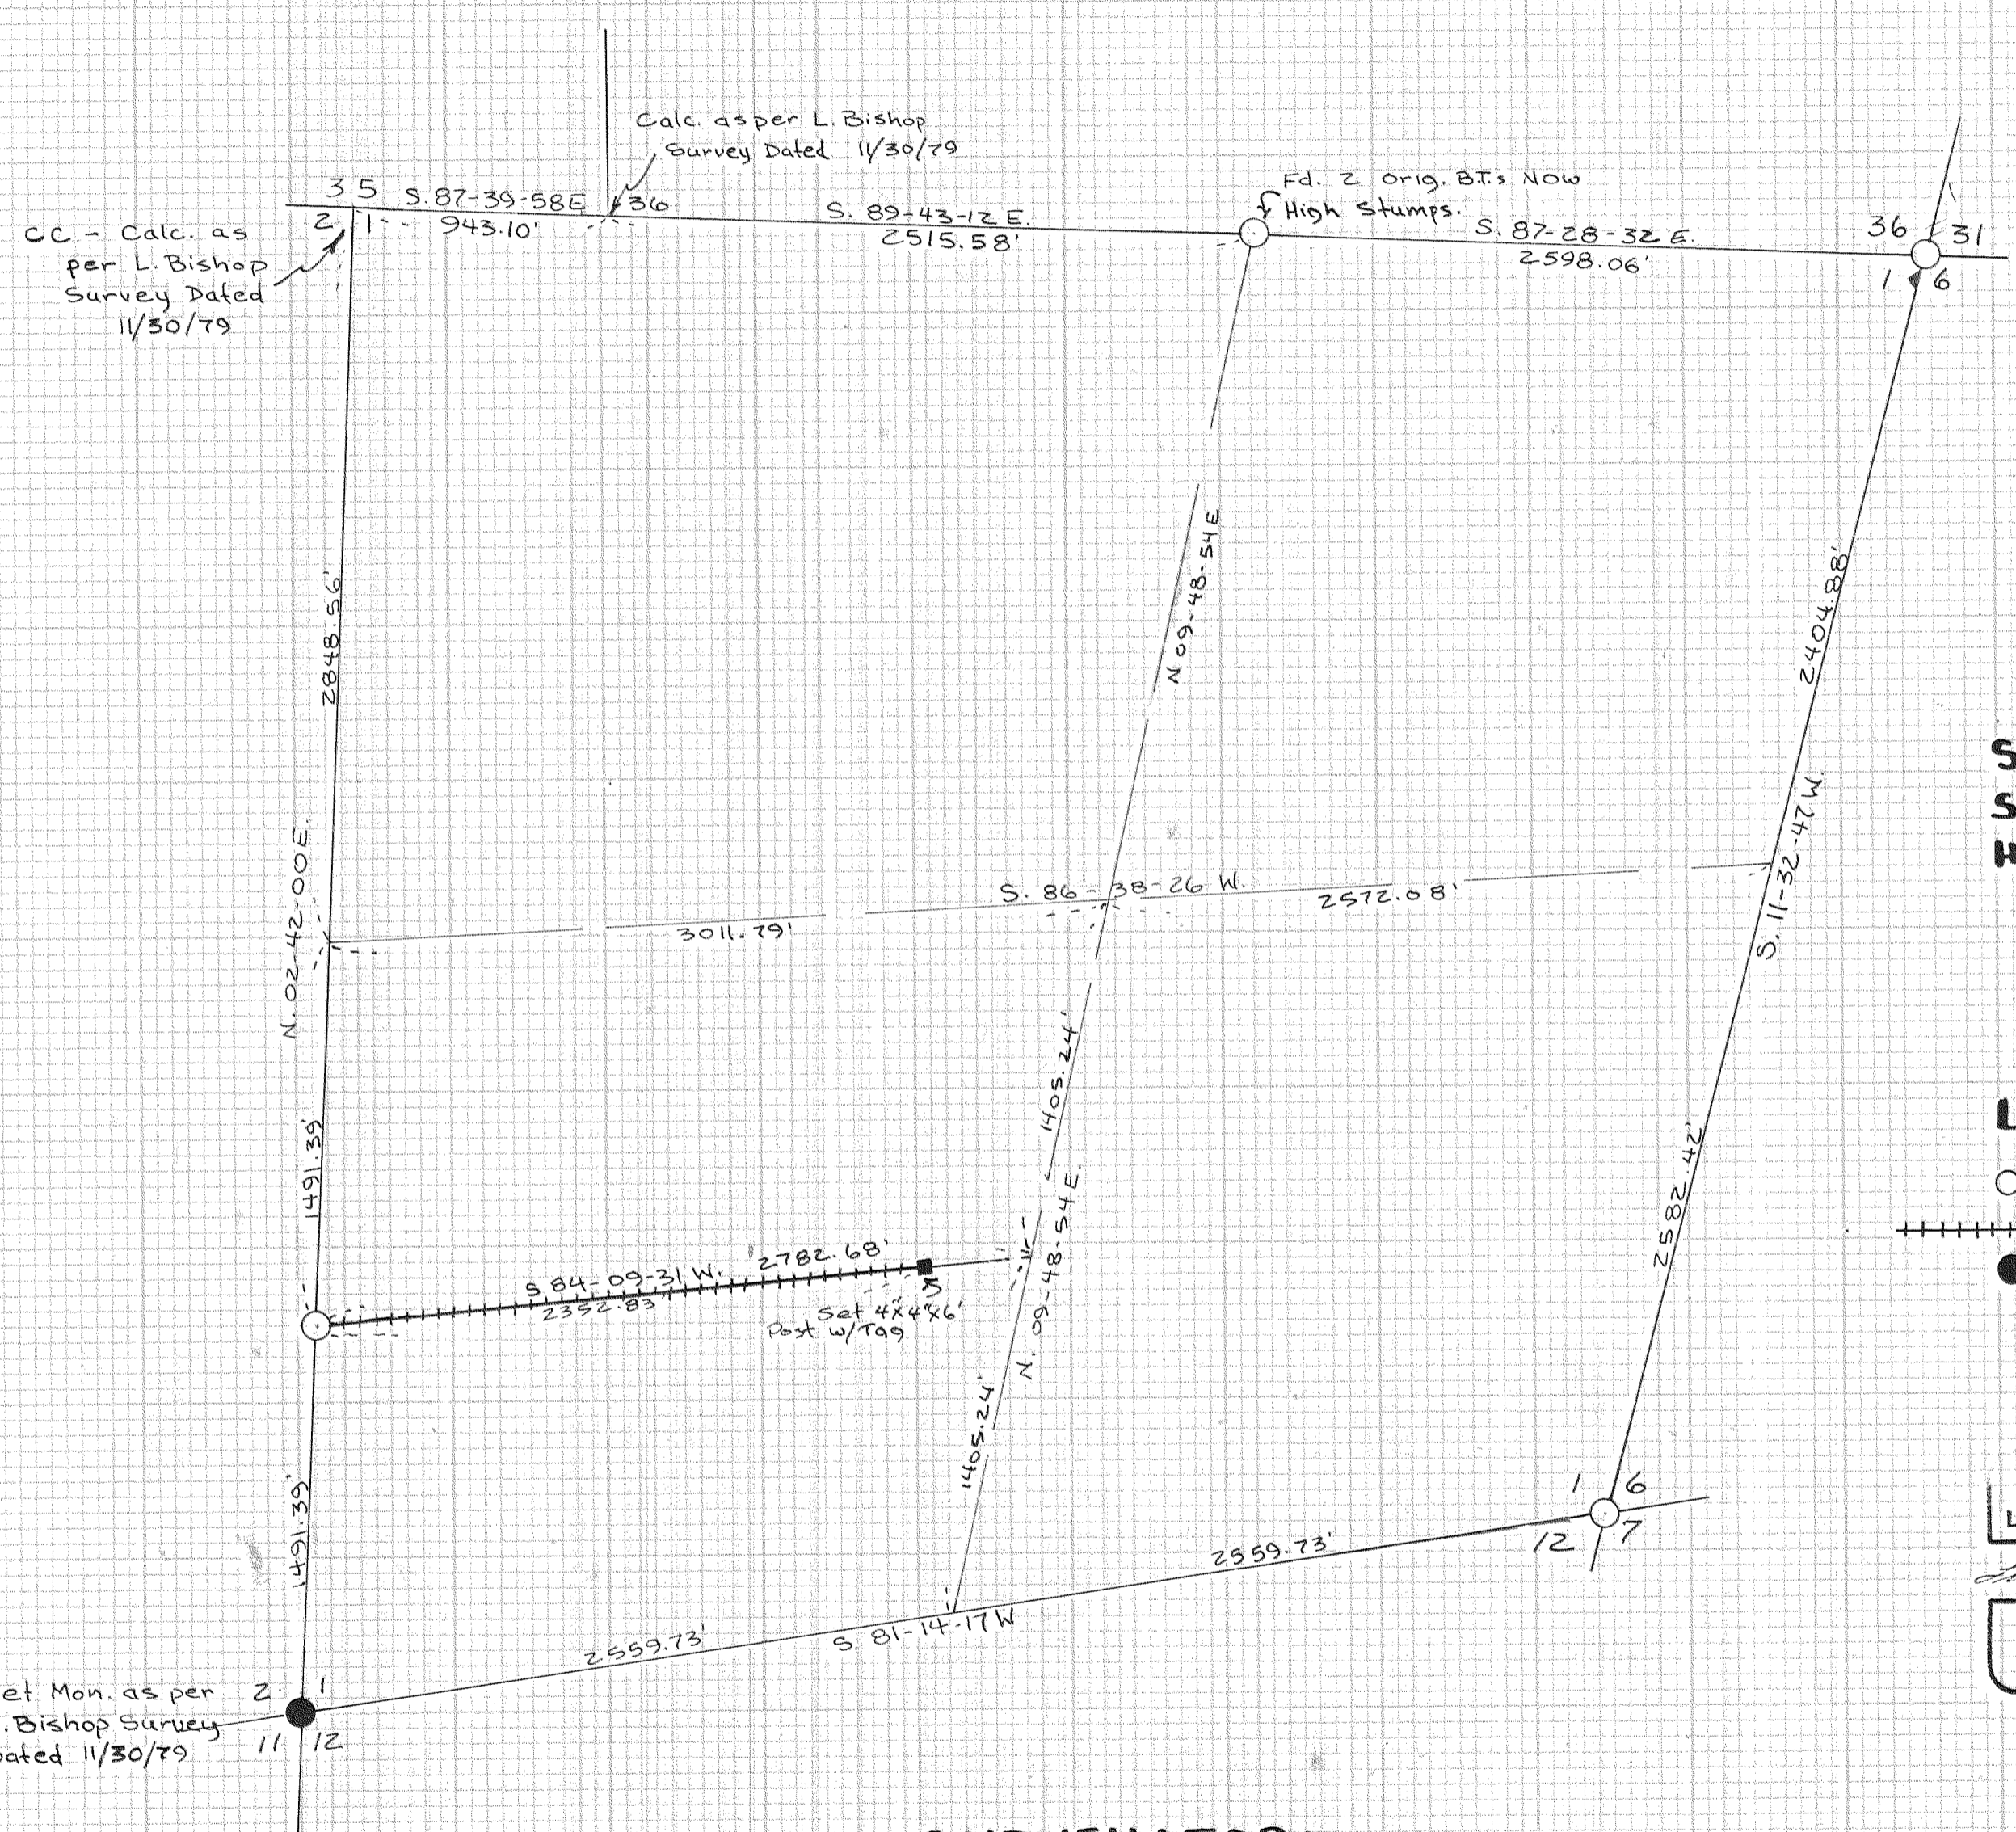 Calc. as per L. Bishop
Survey Dated 11/30/79
35
S. 87-39-58 E
36
2
1
943.10'
CC - Calc. as
per L. Bishop
Survey Dated
11/30/79
S. 89-43-12 E.
2515.58'
Fd. 2 Orig. B.T.s Now
High Stumps.
S. 87-28-32 E.
2598.06'
36
31
1
6
2848.56'
N 09-48-54 E
2404.88'
S
S
H
N. 02-42-00 E.
S. 11-32-47 W.
S. 86-38-26 W.
2572.08'
3011.79'
1405.24'
1491.39'
2582.42'
L
N. 09-48-54 E.
S 84-09-31 W.
2782.68'
2352.83'
5
Set 4"x4"x6'
Post w/Tag
1405.24'
1491.39'
1
6
12
7
2559.73'
S 81-14-17 W
2559.73'
et Mon. as per
. Bishop Survey
ated 11/30/79
2
1
11
12